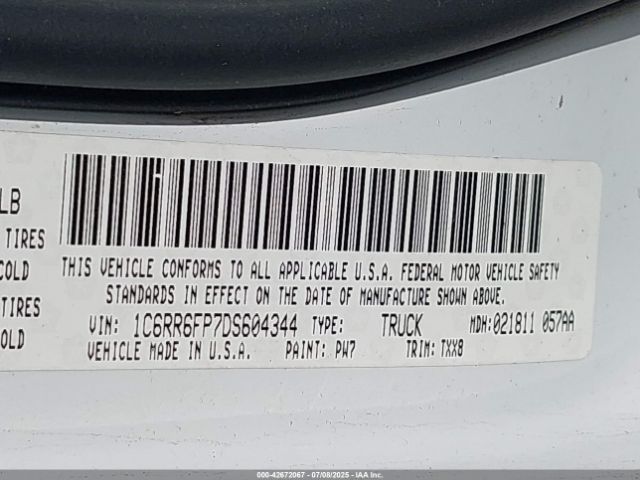 LB
TIRES
COLD
TIRES
OLD
THIS VEHICLE CONFORMS TO ALL APPLICABLE U.S.A. FEDERAL MOTOR VEHICLE SAFETY
STANDARDS IN EFFECT ON THE DATE OF MANUFACTURE SHOWN ABOVE.
VIN: 1C6RR6FP7DS604344 TYPE: TRUCK MDH:021811 057AA
VEHICLE MADE IN U.S.A. PAINT: PW7 TRIM: TXX8
000-42672067 - 07/08/2025 - IAA Inc.